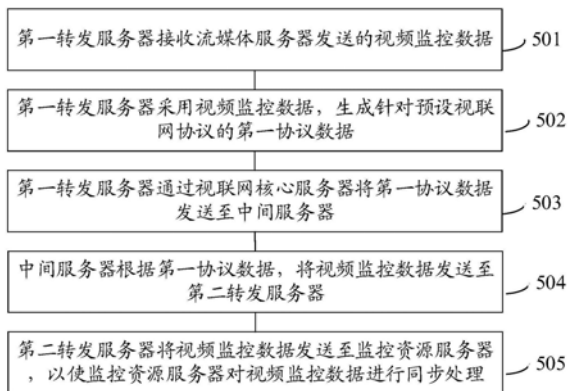 第一转发服务器接收流媒体服务器发送的视频监控数据
501
第一转发服务器采用视频监控数据，生成针对预设视联
网协议的第一协议数据
502
第一转发服务器通过视联网核心服务器将第一协议数据
发送至中间服务器
503
中间服务器根据第一协议数据，将视频监控数据发送至
第二转发服务器
504
第二转发服务器将视频监控数据发送至监控资源服务器
，以使监控资源服务器对视频监控数据进行同步处理
505